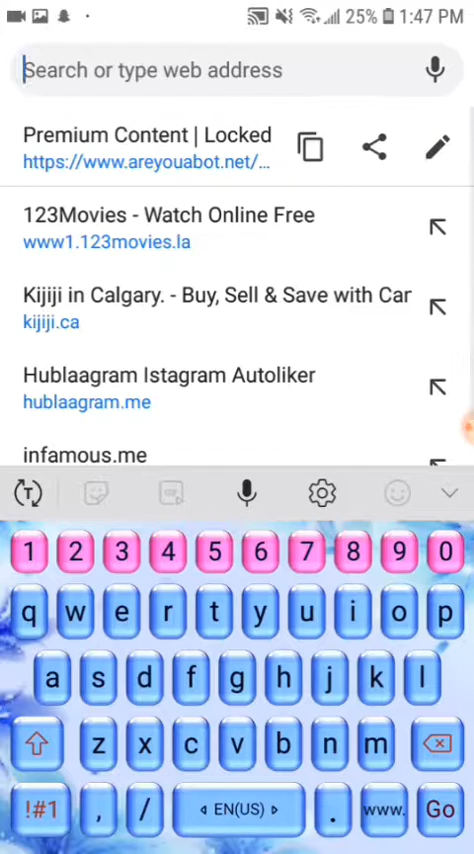 25% 1:47 PM
Search or type web address
Premium Content | Locked
https://www.areyouabot.net/...
123Movies - Watch Online Free
www1.123movies.la
Kijiji in Calgary. - Buy, Sell & Save with Car
kijiji.ca
Hublaagram Istagram Autoliker
hublaagram.me
infamous.me
T
1 2 3 4 5 6 7 8 9 0
q w e r t y u i o p
a s d f g h j k l
z x c v b n m
!#1 , / EN(US) . www. Go